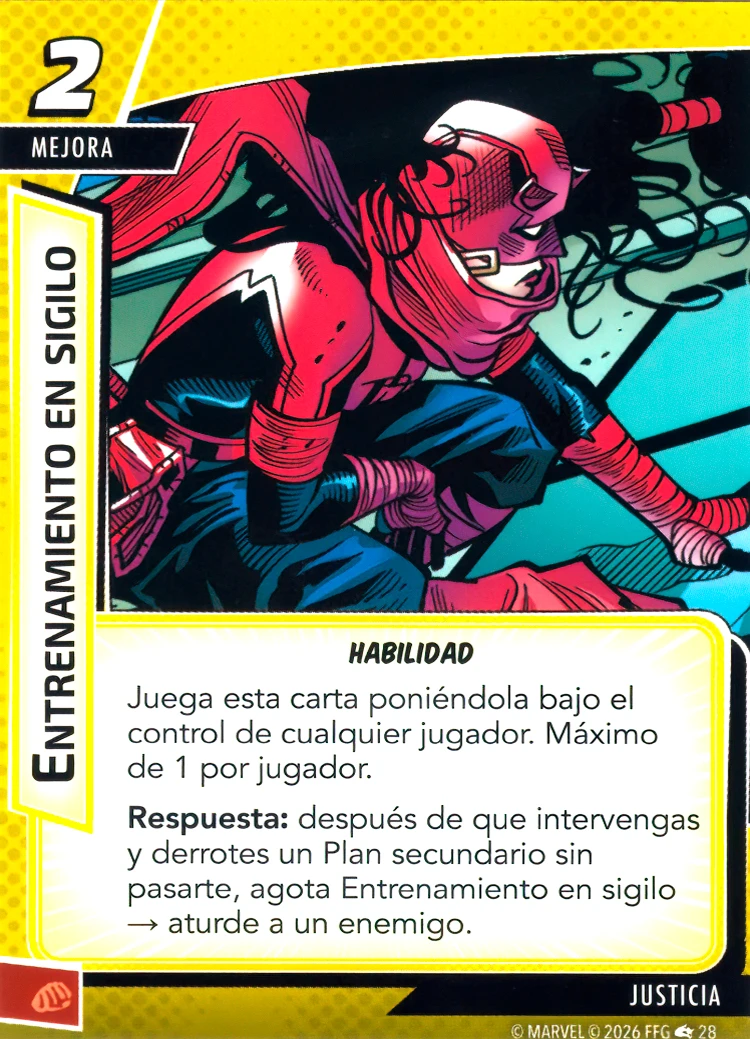 2
MEJORA
ENTRENAMIENTO EN SIGILO
HABILIDAD
Juega esta carta poniéndola bajo el
control de cualquier jugador. Máximo
de 1 por jugador.
Respuesta: después de que intervengas
y derrotes un Plan secundario sin
pasarte, agota Entrenamiento en sigilo
→ aturde a un enemigo.
JUSTICIA
© MARVEL © 2026 FFG 28